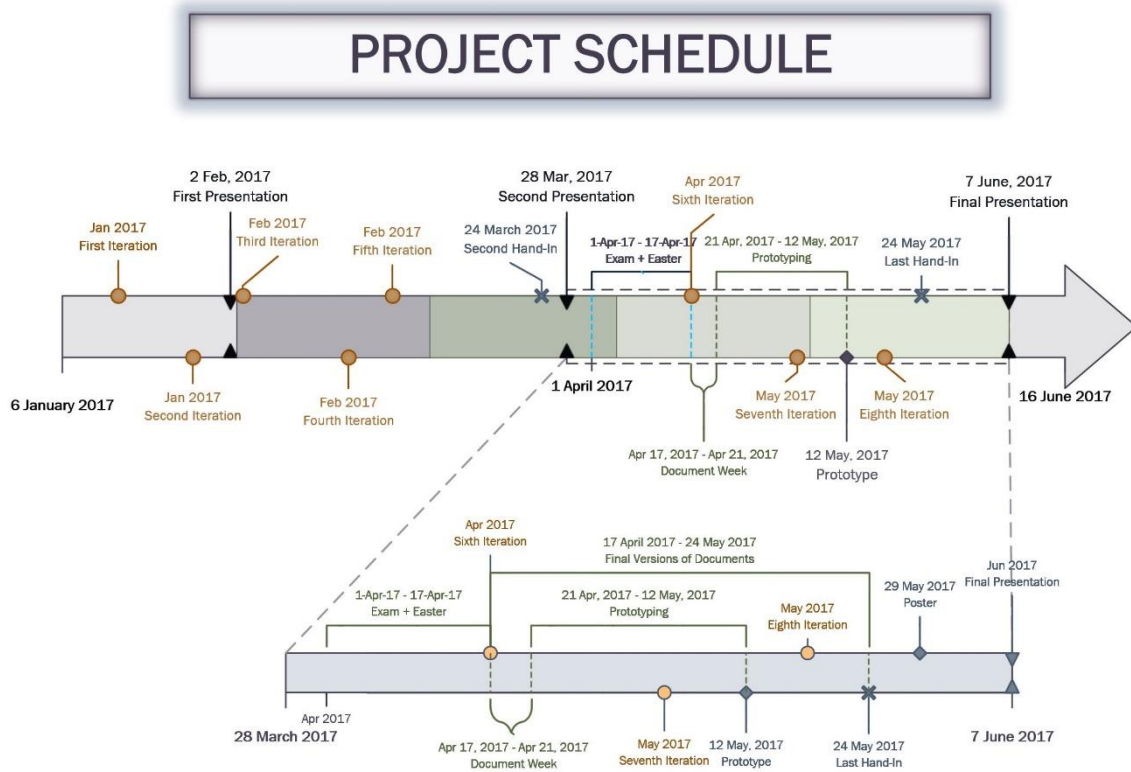 PROJECT SCHEDULE
2 Feb, 2017
First Presentation
28 Mar, 2017
Second Presentation
Apr 2017
Sixth Iteration
7 June, 2017
Final Presentation
Jan 2017
First Iteration
Feb 2017
Third Iteration
Feb 2017
Fifth Iteration
24 March 2017
Second Hand-In
1-Apr-17 - 17-Apr-17
Exam + Easter
21 Apr, 2017 - 12 May, 2017
Prototyping
24 May 2017
Last Hand-In
6 January 2017
Jan 2017
Second Iteration
Feb 2017
Fourth Iteration
1 April 2017
May 2017
Seventh Iteration
May 2017
Eighth Iteration
16 June 2017
Apr 17, 2017 - Apr 21, 2017
Document Week
12 May, 2017
Prototype
Apr 2017
Sixth Iteration
17 April 2017 - 24 May 2017
Final Versions of Documents
1-Apr-17 - 17-Apr-17
Exam + Easter
21 Apr, 2017 - 12 May, 2017
Prototyping
May 2017
Eighth Iteration
29 May 2017
Poster
Jun 2017
Final Presentation
28 March 2017
Apr 2017
Apr 17, 2017 - Apr 21, 2017
Document Week
May 2017
Seventh Iteration
12 May, 2017
Prototype
24 May 2017
Last Hand-In
7 June 2017